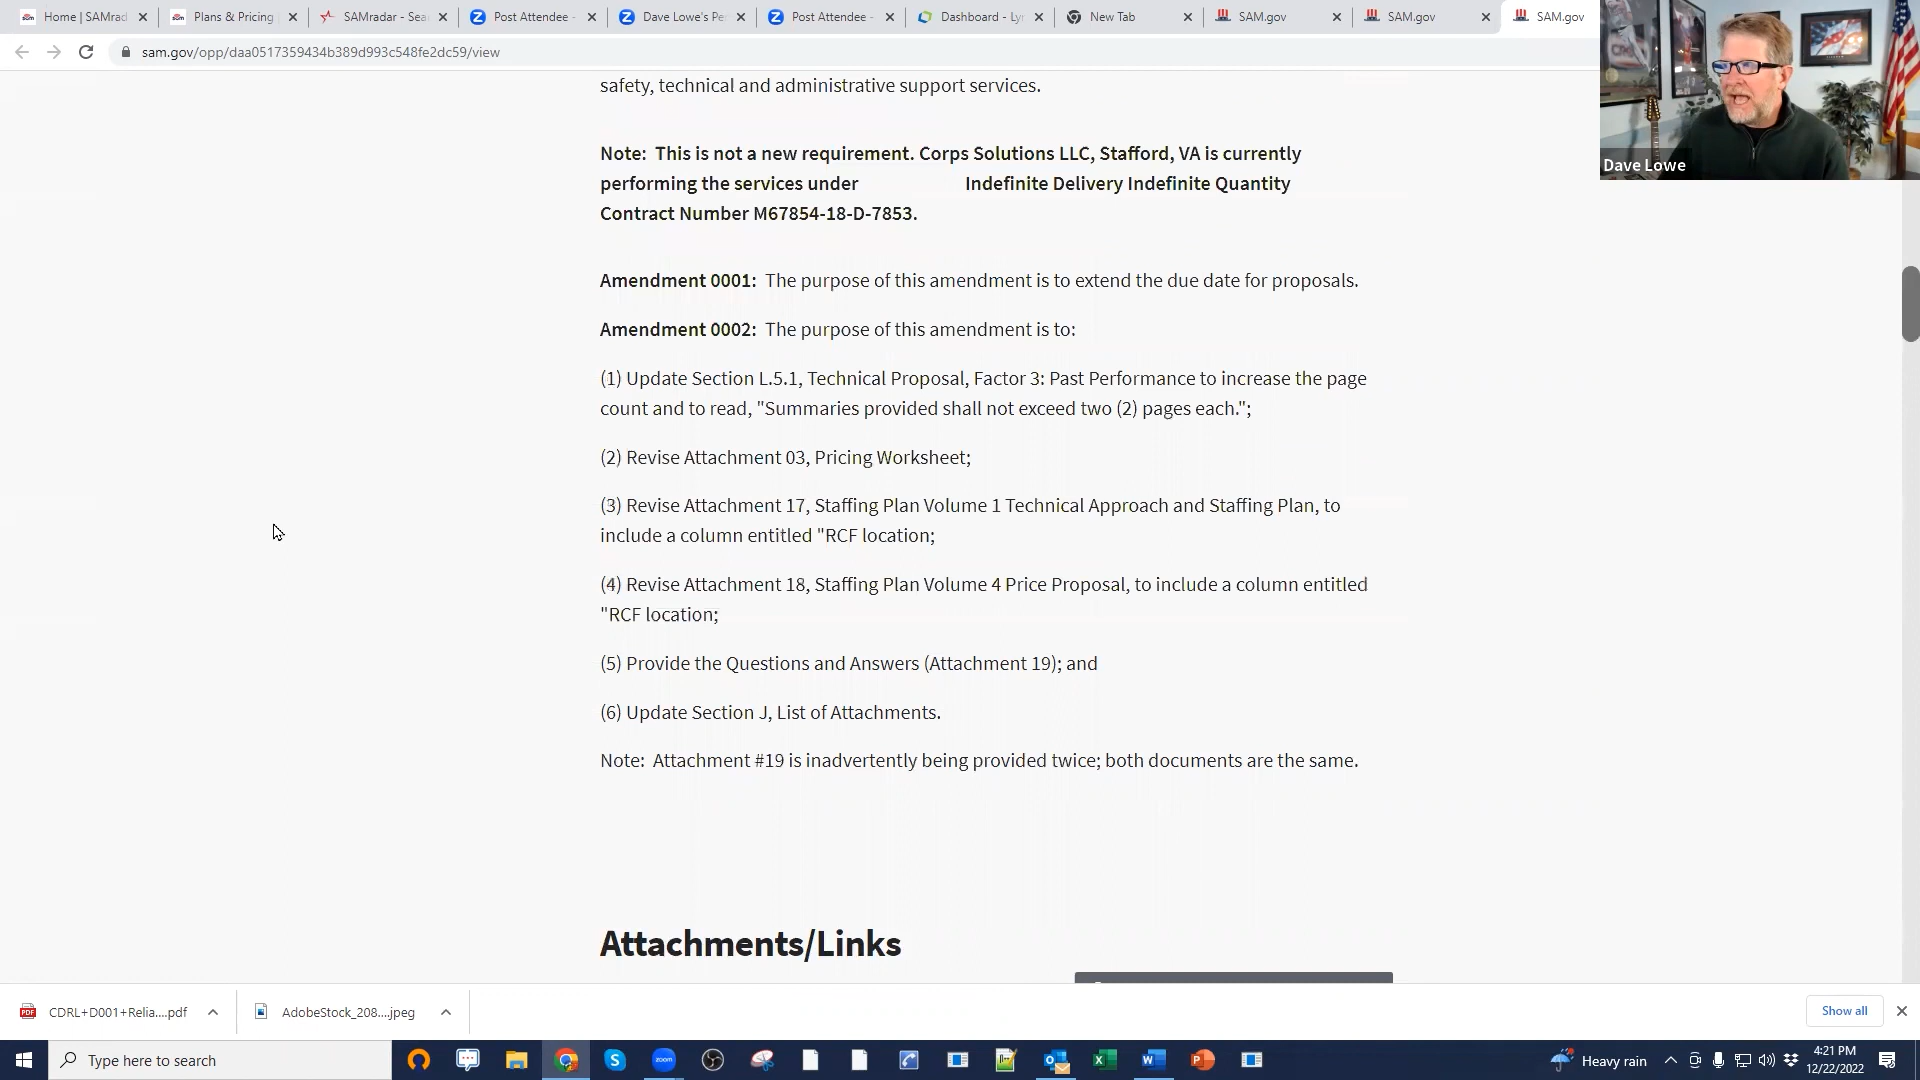 Home | SAMrad
Plans & Pricing
SAMradar - Sea
Post Attendee -
Dave Lowe's Pe
Post Attendee -
Dashboard - Lyr
New Tab
SAM.gov
SAM.gov
SAM.gov
sam.gov/opp/daa0517359434b389d993c548fe2dc59/view
Dave Lowe
safety, technical and administrative support services.
Note:  This is not a new requirement. Corps Solutions LLC, Stafford, VA is currently
performing the services under Indefinite Delivery Indefinite Quantity
Contract Number M67854-18-D-7853.
Amendment 0001:  The purpose of this amendment is to extend the due date for proposals.
Amendment 0002:  The purpose of this amendment is to:
(1) Update Section L.5.1, Technical Proposal, Factor 3: Past Performance to increase the page
count and to read, "Summaries provided shall not exceed two (2) pages each.";
(2) Revise Attachment 03, Pricing Worksheet;
(3) Revise Attachment 17, Staffing Plan Volume 1 Technical Approach and Staffing Plan, to
include a column entitled "RCF location;
(4) Revise Attachment 18, Staffing Plan Volume 4 Price Proposal, to include a column entitled
"RCF location;
(5) Provide the Questions and Answers (Attachment 19); and
(6) Update Section J, List of Attachments.
Note:  Attachment #19 is inadvertently being provided twice; both documents are the same.
Attachments/Links
CDRL+D001+Relia....pdf
AdobeStock_208....jpeg
Show all
Type here to search
zoom
Heavy rain
4:21 PM
12/22/2022